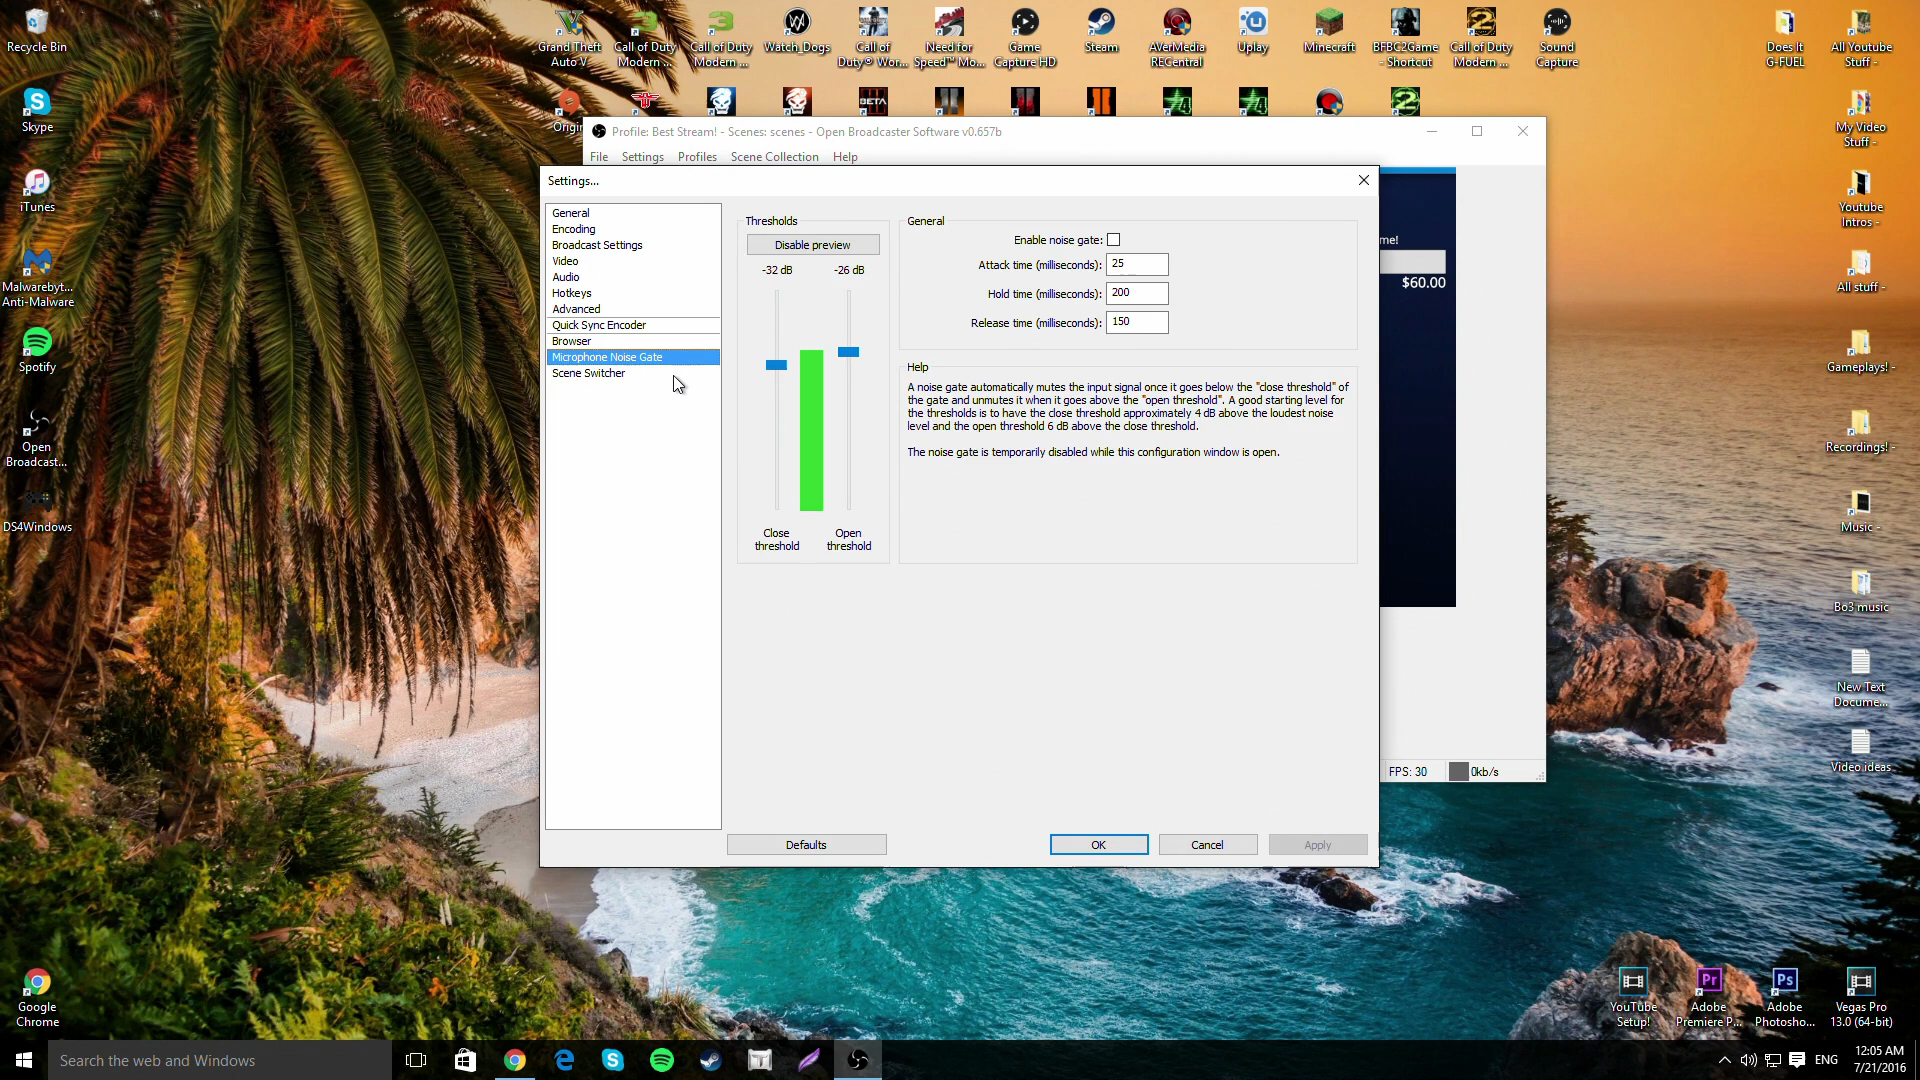 Recycle Bin
Grand Theft
Auto V
Call of Duty
Modern ...
Call of Duty
Modern ...
Watch_Dogs
Call of
Duty® Wor...
Need for
Speed™ Mo...
Game
Capture HD
Steam
AVerMedia
RECentral
Uplay
Minecraft
BFBC2Game
- Shortcut
Call of Duty
Modern ...
Sound
Capture
Does It
G-FUEL
All Youtube
Stuff -
Skype
Origin
BETA
My Video
Stuff -
iTunes
Youtube
Intros -
Malwarebyt...
Anti-Malware
All stuff -
Spotify
Gameplays! -
Open
Broadcast...
Recordings! -
DS4Windows
Music -
Bo3 music
New Text
Docume...
Video ideas
Profile: Best Stream! - Scenes: scenes - Open Broadcaster Software v0.657b
File Settings Profiles Scene Collection Help
me!
$60.00
FPS: 30
0kb/s
Settings...
General
Encoding
Broadcast Settings
Video
Audio
Hotkeys
Advanced
Quick Sync Encoder
Browser
Microphone Noise Gate
Scene Switcher
Thresholds
Disable preview
-32 dB -26 dB
Close
threshold
Open
threshold
General
Enable noise gate:
Attack time (milliseconds): 25
Hold time (milliseconds): 200
Release time (milliseconds): 150
Help
A noise gate automatically mutes the input signal once it goes below the "close threshold" of
the gate and unmutes it when it goes above the "open threshold". A good starting level for
the thresholds is to have the close threshold approximately 4 dB above the loudest noise
level and the open threshold 6 dB above the close threshold.
The noise gate is temporarily disabled while this configuration window is open.
Defaults
OK
Cancel
Apply
Google
Chrome
YouTube
Setup!
Pr
Adobe
Premiere P...
Ps
Adobe
Photosho...
Vegas Pro
13.0 (64-bit)
Search the web and Windows
ENG
12:05 AM
7/21/2016